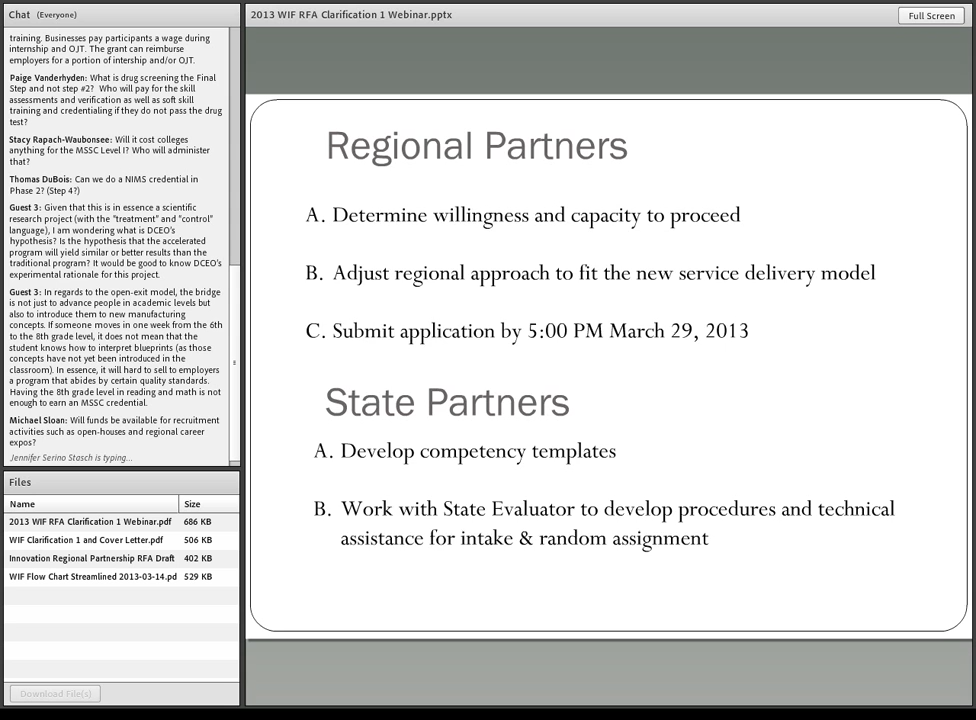 Chat (Everyone)
training. Businesses pay participants a wage during
internship and OJT. The grant can reimburse
employers for a portion of intership and/or OJT.
Paige Vanderhyden: What is drug screening the Final
Step and not step #2? Who will pay for the skill
assessments and verification as well as soft skill
training and credentialing if they do not pass the drug
test?
Stacy Rapach-Waubonsee: Will it cost colleges
anything for the MSSC Level I? Who will administer
that?
Thomas DuBois: Can we do a NIMS credential in
Phase 2? (Step 4?)
Guest 3: Given that this is in essence a scientific
research project (with the "treatment" and "control"
language), I am wondering what is DCEO's
hypothesis? Is the hypothesis that the accelerated
program will yield similar or better results than the
traditional program? It would be good to know DCEO's
experimental rationale for this project.
Guest 3: In regards to the open-exit model, the bridge
is not just to advance people in academic levels but
also to introduce them to new manufacturing
concepts. If someone moves in one week from the 6th
to the 8th grade level, it does not mean that the
student knows how to interpret blueprints (as those
concepts have not yet been introduced in the
classroom). In essence, it will hard to sell to employers
a program that abides by certain quality standards.
Having the 8th grade level in reading and math is not
enough to earn an MSSC credential.
Michael Sloan: Will funds be available for recruitment
activities such as open-houses and regional career
expos?
Jennifer Serino Stasch is typing...
Files
Name Size
2013 WIF RFA Clarification 1 Webinar.pdf 686 KB
WIF Clarification 1 and Cover Letter.pdf 506 KB
Innovation Regional Partnership RFA Draft 402 KB
WIF Flow Chart Streamlined 2013-03-14.pd 529 KB
Download File(s)
2013 WIF RFA Clarification 1 Webinar.pptx
Full Screen
Regional Partners
A. Determine willingness and capacity to proceed
B. Adjust regional approach to fit the new service delivery model
C. Submit application by 5:00 PM March 29, 2013
State Partners
A. Develop competency templates
B. Work with State Evaluator to develop procedures and technical
assistance for intake & random assignment